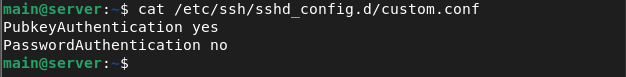 main@server:~$ cat /etc/ssh/sshd_config.d/custom.conf
PubkeyAuthentication yes
PasswordAuthentication no
main@server:~$